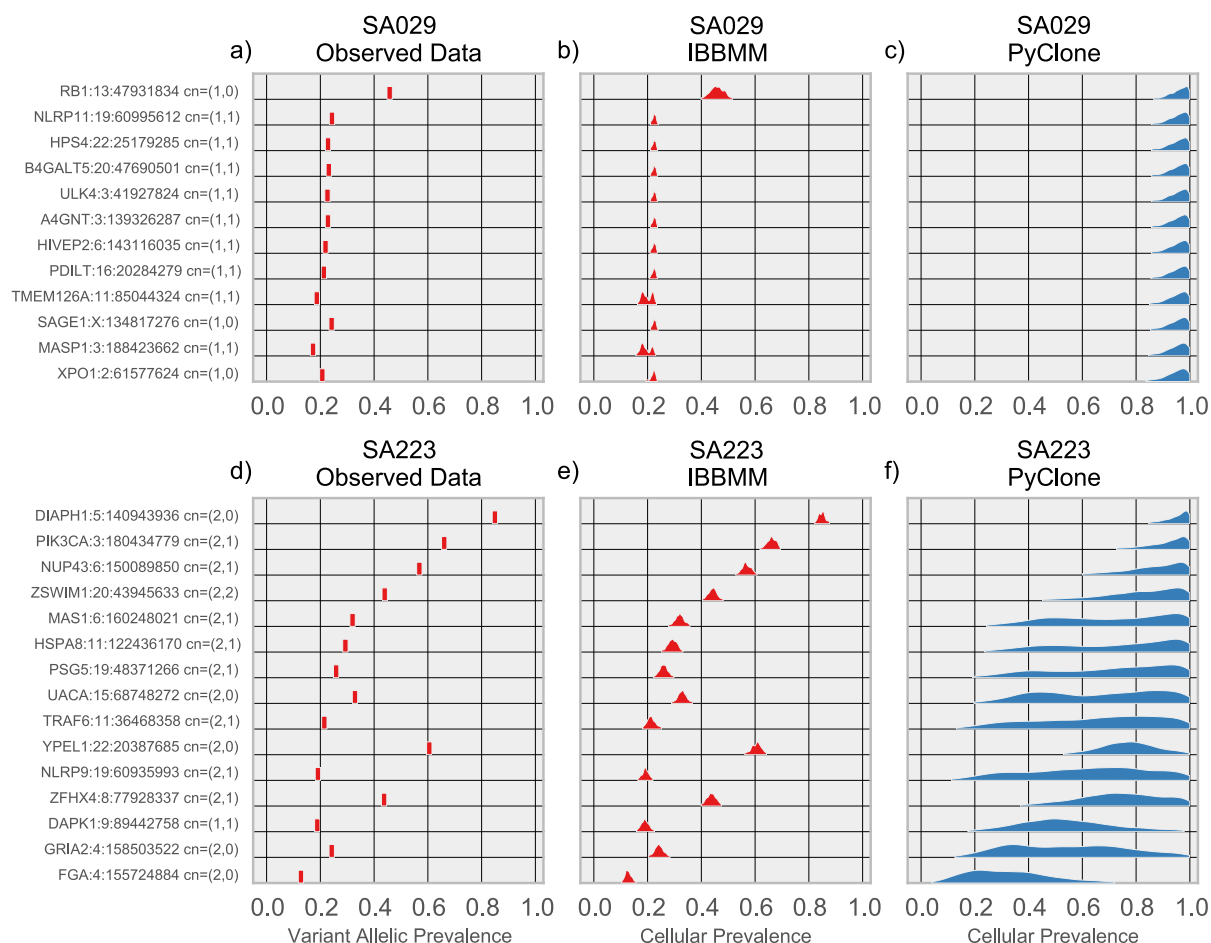 SA029
a) Observed Data
SA029
b) IBBMM
SA029
c) PyClone
RB1:13:47931834 cn=(1,0)
NLRP11:19:60995612 cn=(1,1)
HPS4:22:25179285 cn=(1,1)
B4GALT5:20:47690501 cn=(1,1)
ULK4:3:41927824 cn=(1,1)
A4GNT:3:139326287 cn=(1,1)
HIVEP2:6:143116035 cn=(1,1)
PDILT:16:20284279 cn=(1,1)
TMEM126A:11:85044324 cn=(1,1)
SAGE1:X:134817276 cn=(1,0)
MASP1:3:188423662 cn=(1,1)
XPO1:2:61577624 cn=(1,0)
0.0 0.2 0.4 0.6 0.8 1.0
0.0 0.2 0.4 0.6 0.8 1.0
0.0 0.2 0.4 0.6 0.8 1.0
SA223
d) Observed Data
SA223
e) IBBMM
SA223
f) PyClone
DIAPH1:5:140943936 cn=(2,0)
PIK3CA:3:180434779 cn=(2,1)
NUP43:6:150089850 cn=(2,1)
ZSWIM1:20:43945633 cn=(2,2)
MAS1:6:160248021 cn=(2,1)
HSPA8:11:122436170 cn=(2,1)
PSG5:19:48371266 cn=(2,1)
UACA:15:68748272 cn=(2,0)
TRAF6:11:36468358 cn=(2,1)
YPEL1:22:20387685 cn=(2,0)
NLRP9:19:60935993 cn=(2,1)
ZFHX4:8:77928337 cn=(2,1)
DAPK1:9:89442758 cn=(1,1)
GRIA2:4:158503522 cn=(2,0)
FGA:4:155724884 cn=(2,0)
0.0 0.2 0.4 0.6 0.8 1.0
Variant Allelic Prevalence
0.0 0.2 0.4 0.6 0.8 1.0
Cellular Prevalence
0.0 0.2 0.4 0.6 0.8 1.0
Cellular Prevalence